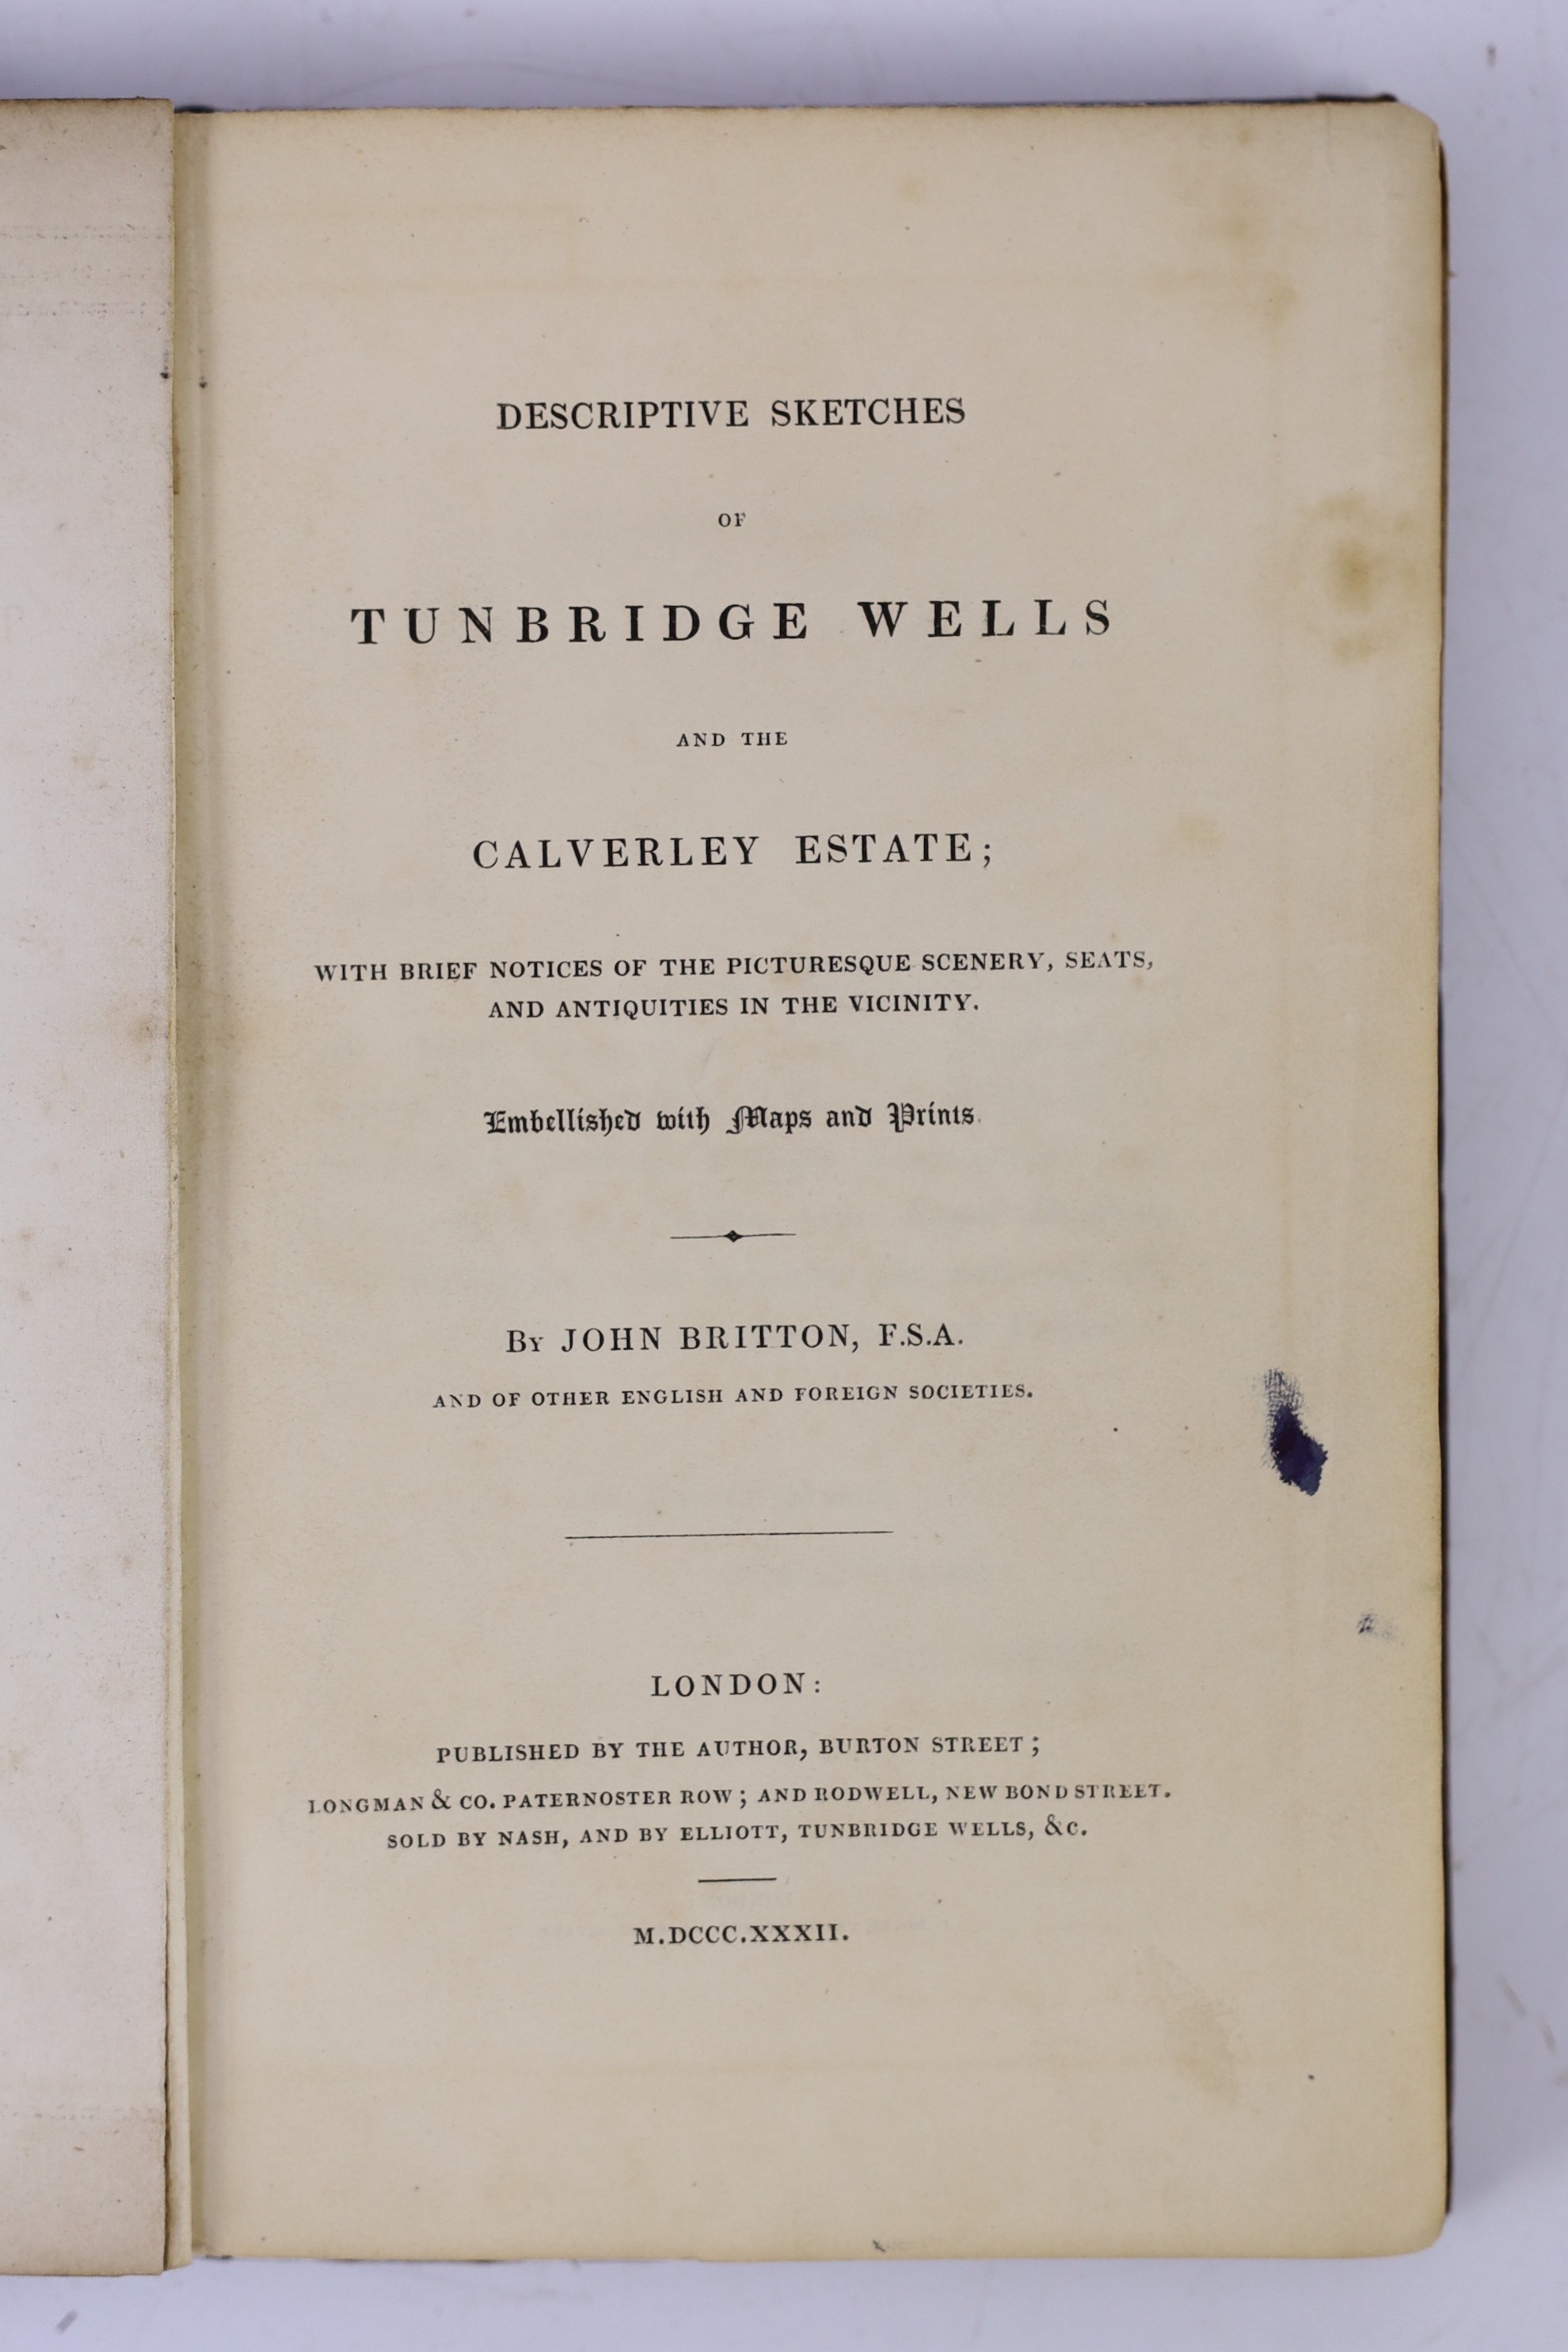 DESCRIPTIVE SKETCHES
OF
TUNBRIDGE WELLS
AND THE
CALVERLEY ESTATE;
WITH BRIEF NOTICES OF THE PICTURESQUE SCENERY, SEATS,
AND ANTIQUITIES IN THE VICINITY.
Embellished with Maps and Prints.
By JOHN BRITTON, F.S.A.
AND OF OTHER ENGLISH AND FOREIGN SOCIETIES.
LONDON:
PUBLISHED BY THE AUTHOR, BURTON STREET;
LONGMAN & CO. PATERNOSTER ROW; AND RODWELL, NEW BOND STREET.
SOLD BY NASH, AND BY ELLIOTT, TUNBRIDGE WELLS, &c.
M.DCCC.XXXII.